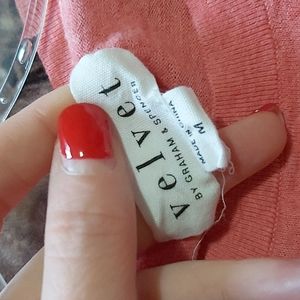 velvet
BY GRAHAM & SPENCER
M
MADE IN CHINA